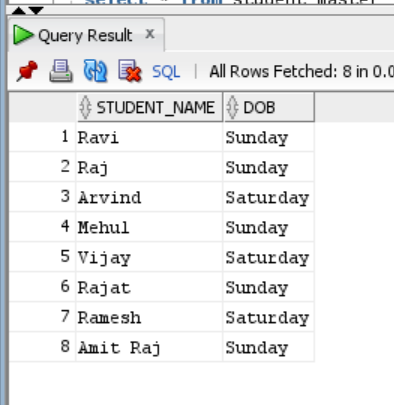 select * from student_master
Query Result x
SQL | All Rows Fetched: 8 in 0.0
STUDENT_NAME DOB
1 Ravi Sunday
2 Raj Sunday
3 Arvind Saturday
4 Mehul Sunday
5 Vijay Saturday
6 Rajat Sunday
7 Ramesh Saturday
8 Amit Raj Sunday